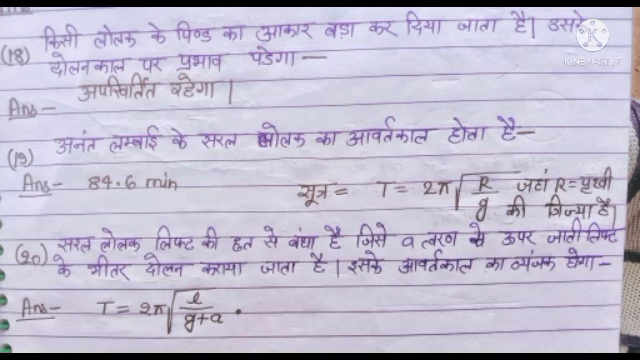 किसी लोलक के पिण्ड का आकार बड़ा कर दिया जाता है। उसके
(18) दोलनकाल पर प्रभाव पडेगा —
Ans — अपरिवर्तित रहेगा।
(19) अनंत लम्बाई के सरल लोलक का आवर्तकाल होता है—
Ans - 84.6 min सूत्र = T = 2π√(R/g) जहां R = पृथ्वी
की त्रिज्या है।
सरल लोलक लिफ्ट की छत से बंधा है जिसे a त्वरण से ऊपर जाती लिफ्ट
(20) के भीतर दोलन कराया जाता है। इसके आवर्तकाल का व्यंजक होगा—
Ans - T = 2π√(l/g+a) .
K
KINEMASTER